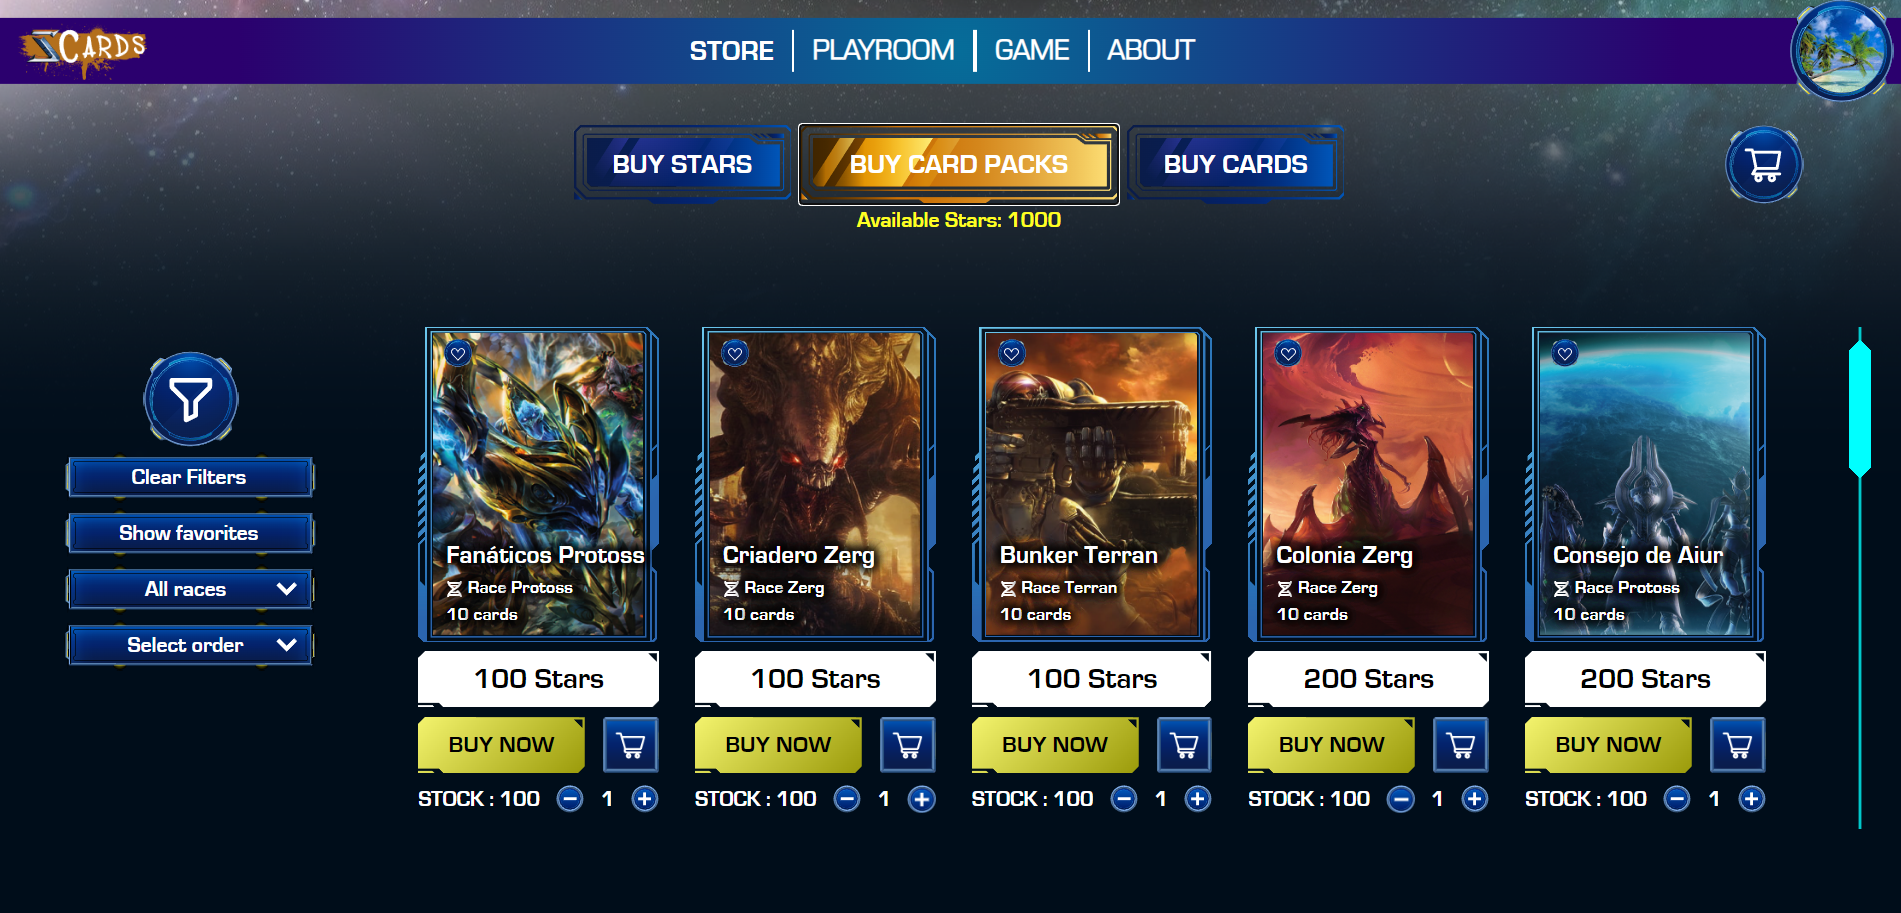 CARDS
STORE
PLAYROOM
GAME
ABOUT
BUY STARS
BUY CARD PACKS
BUY CARDS
Available Stars: 1000
Clear Filters
Show favorites
All races
Select order
Fanáticos Protoss
Race Protoss
10 cards
100 Stars
BUY NOW
STOCK : 100
1
Criadero Zerg
Race Zerg
10 cards
100 Stars
BUY NOW
STOCK : 100
1
Bunker Terran
Race Terran
10 cards
100 Stars
BUY NOW
STOCK : 100
1
Colonia Zerg
Race Zerg
10 cards
200 Stars
BUY NOW
STOCK : 100
1
Consejo de Aiur
Race Protoss
10 cards
200 Stars
BUY NOW
STOCK : 100
1